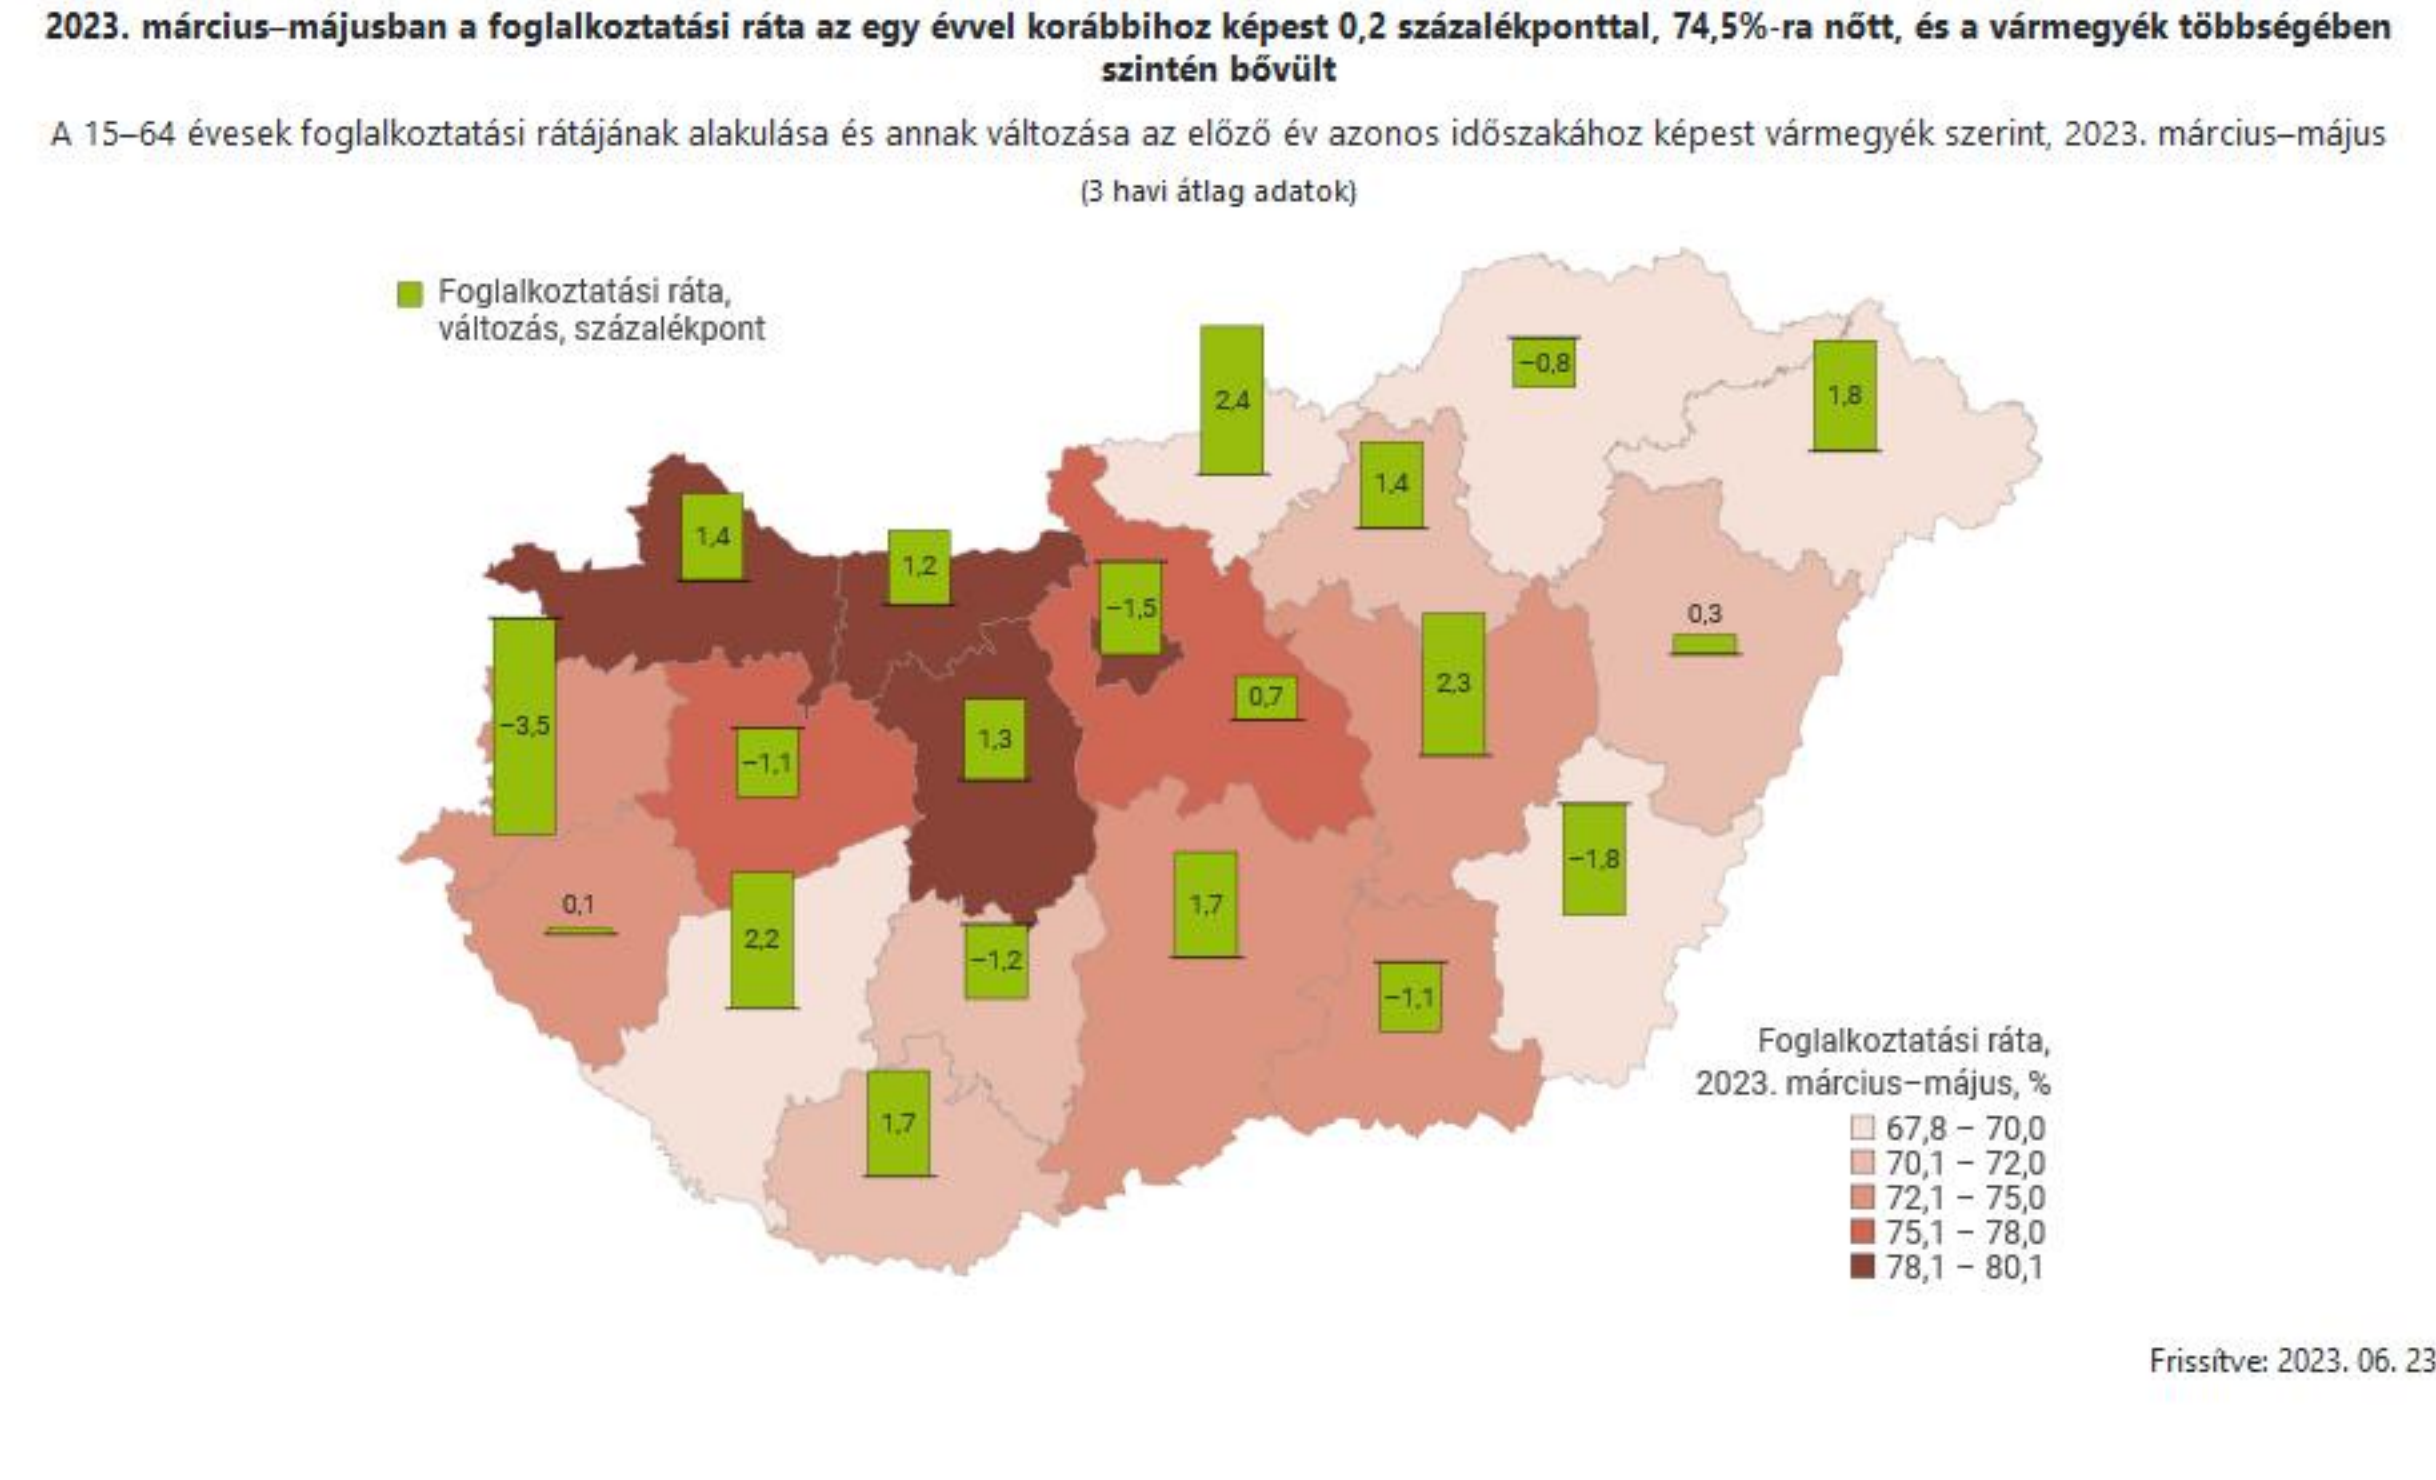 2023. március–májusban a foglalkoztatási ráta az egy évvel korábbihoz képest 0,2 százalékponttal, 74,5%-ra nőtt, és a vármegyék többségében
szintén bővült
A 15–64 évesek foglalkoztatási rátájának alakulása és annak változása az előző év azonos időszakához képest vármegyék szerint, 2023. március–május
(3 havi átlag adatok)
Foglalkoztatási ráta,
változás, százalékpont
−0,8
1,8
2,4
1,4
1,4
1,2
−1,5
0,3
2,3
0,7
−3,5
1,3
−1,1
−1,8
0,1
1,7
2,2
−1,2
−1,1
1,7
Foglalkoztatási ráta,
2023. március–május, %
67,8 – 70,0
70,1 – 72,0
72,1 – 75,0
75,1 – 78,0
78,1 – 80,1
Frissítve: 2023. 06. 23